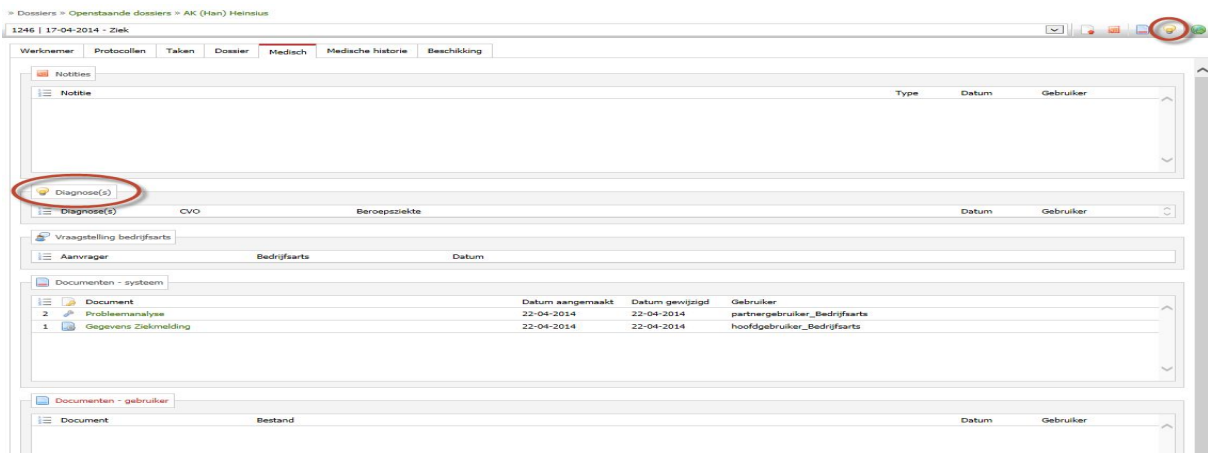 » Dossiers » Openstaande dossiers » AK (Han) Heinsius
1246 | 17-04-2014 - Ziek
Werknemer Protocollen Taken Dossier Medisch Medische historie Beschikking
Notities
Notitie Type Datum Gebruiker
Diagnose(s)
Diagnose(s) CVO Beroepsziekte Datum Gebruiker
Vraagstelling bedrijfsarts
Aanvrager Bedrijfsarts Datum
Documenten - systeem
Document Datum aangemaakt Datum gewijzigd Gebruiker
2 Probleemanalyse 22-04-2014 22-04-2014 partnergebruiker_Bedrijfsarts
1 Gegevens Ziekmelding 22-04-2014 22-04-2014 hoofdgebruiker_Bedrijfsarts
Documenten - gebruiker
Document Bestand Datum Gebruiker